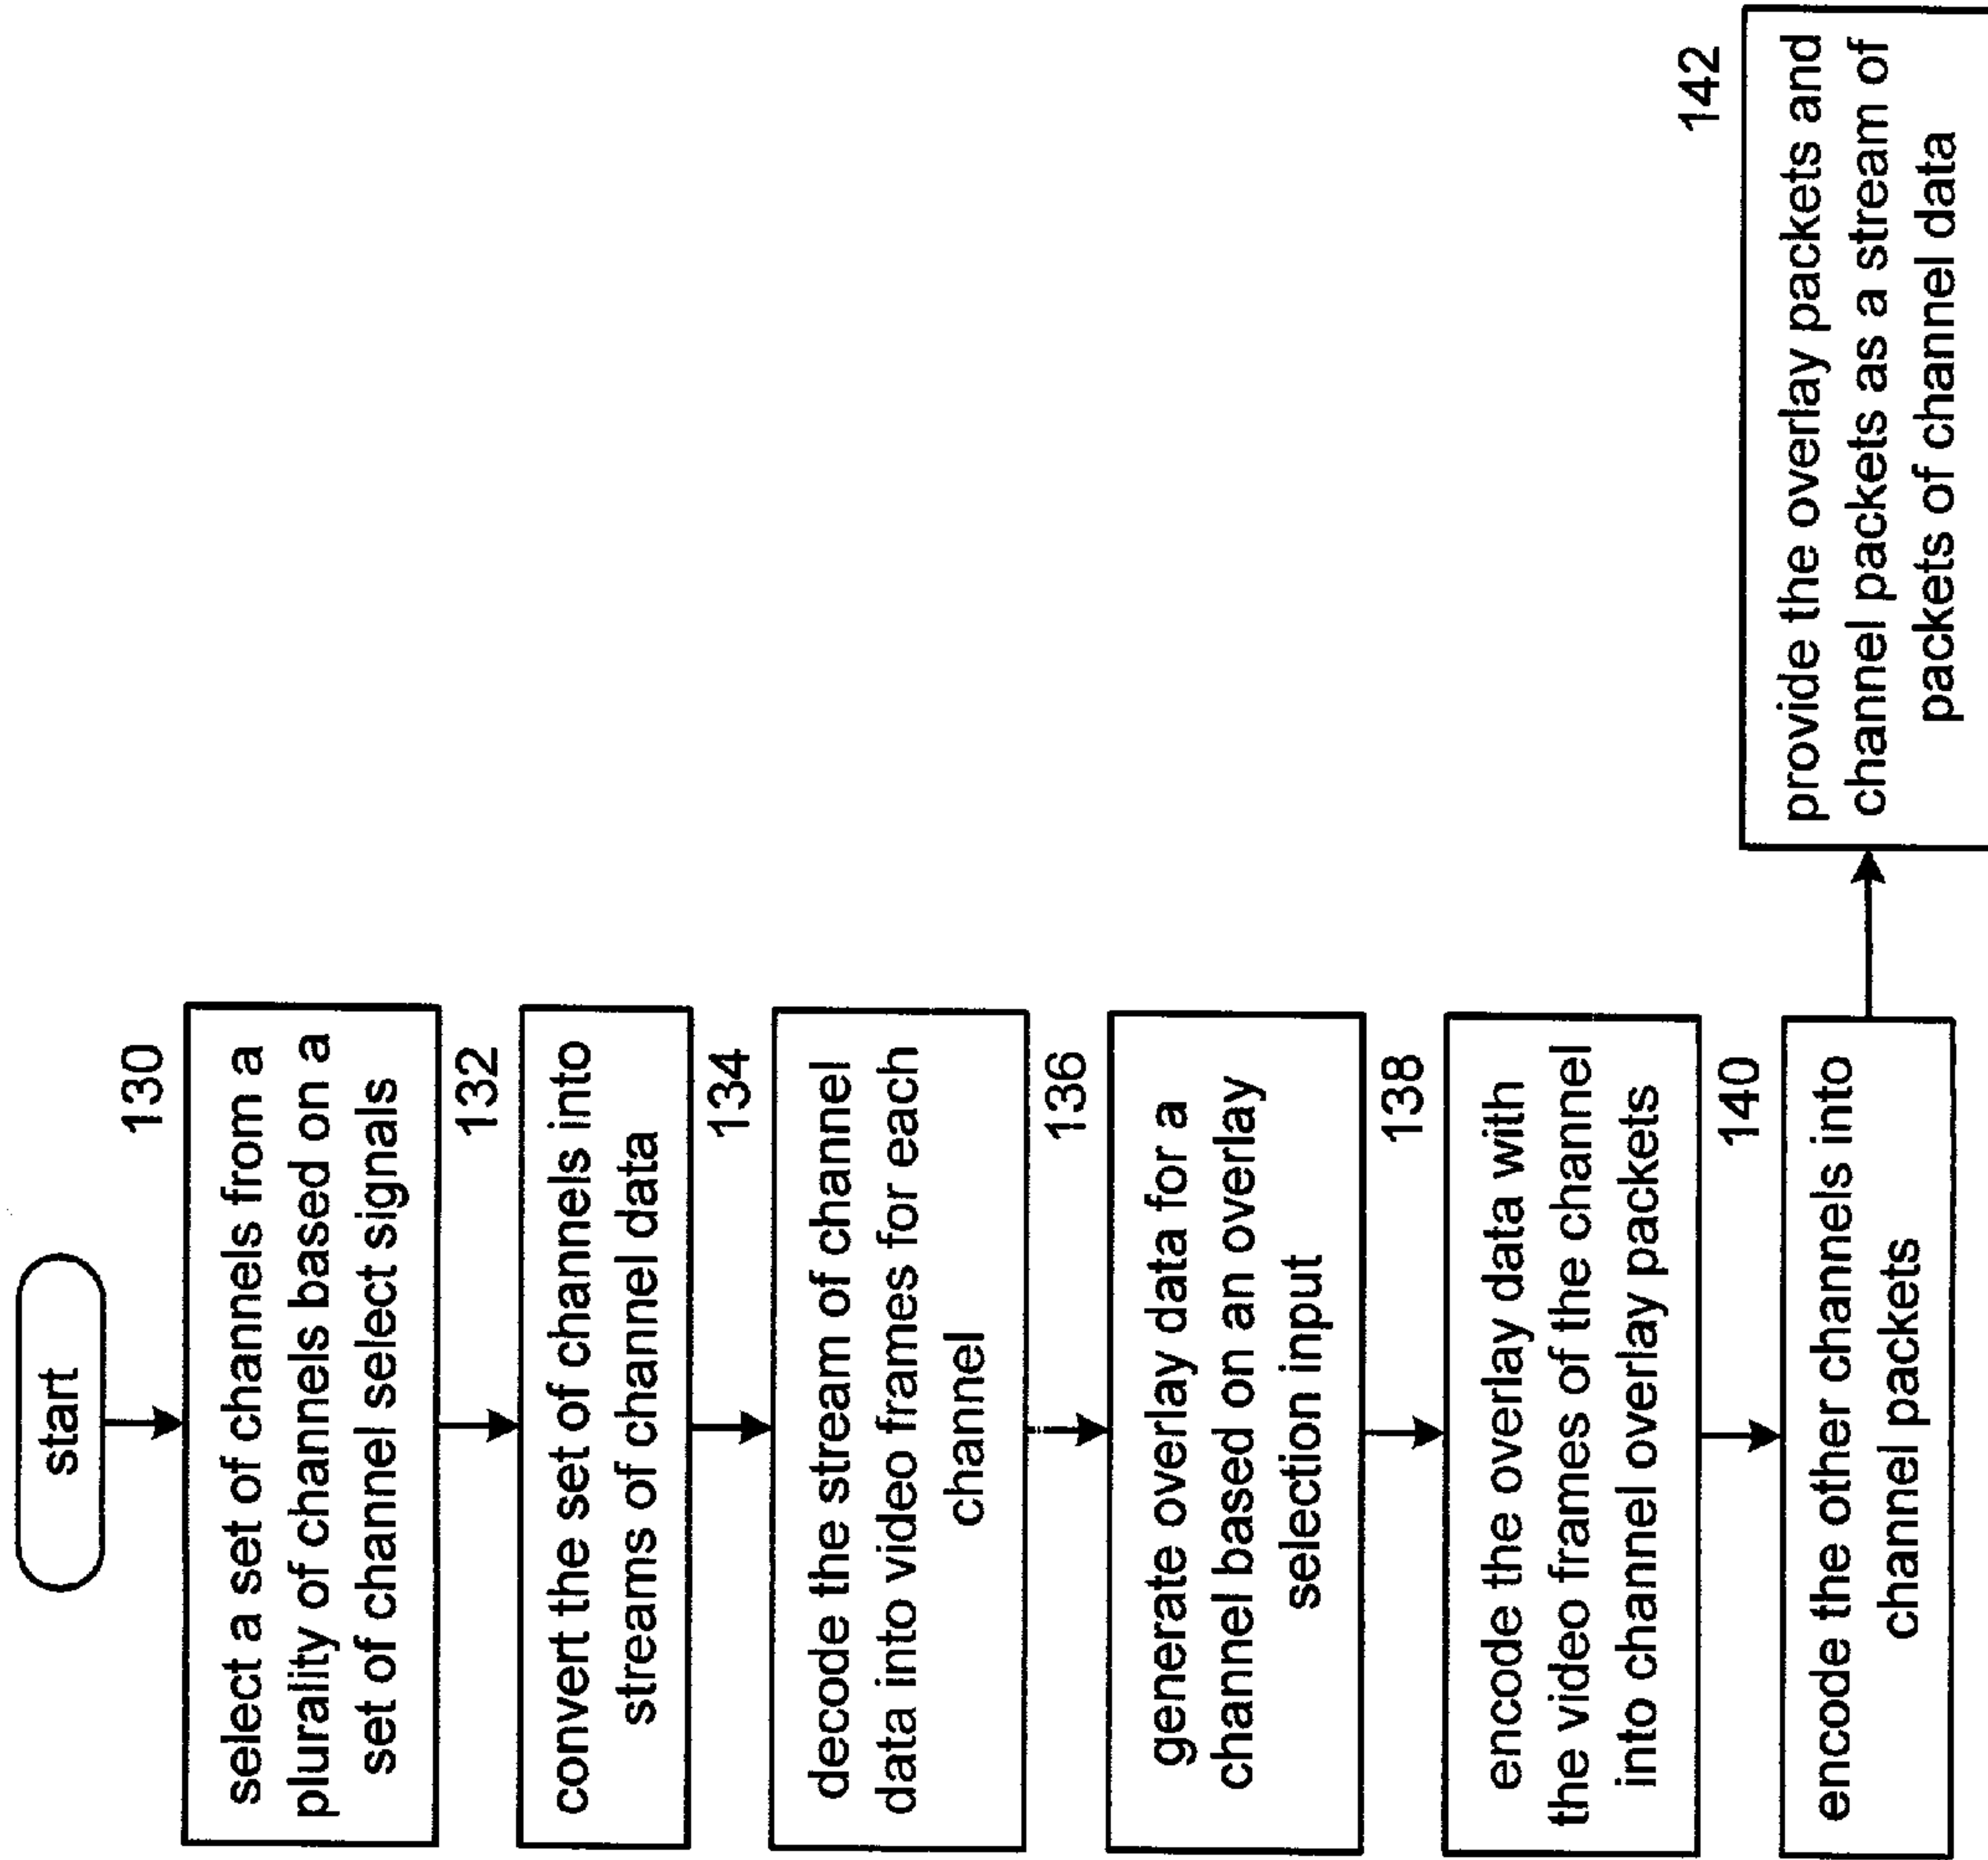 start
130
select a set of channels from a
plurality of channels based on a
set of channel select signals
132
convert the set of channels into
streams of channel data
134
decode the stream of channel
data into video frames for each
channel
136
generate overlay data for a
channel based on an overlay
selection input
138
encode the overlay data with
the video frames of the channel
into channel overlay packets
140
encode the other channels into
channel packets
142
provide the overlay packets and
channel packets as a stream of
packets of channel data